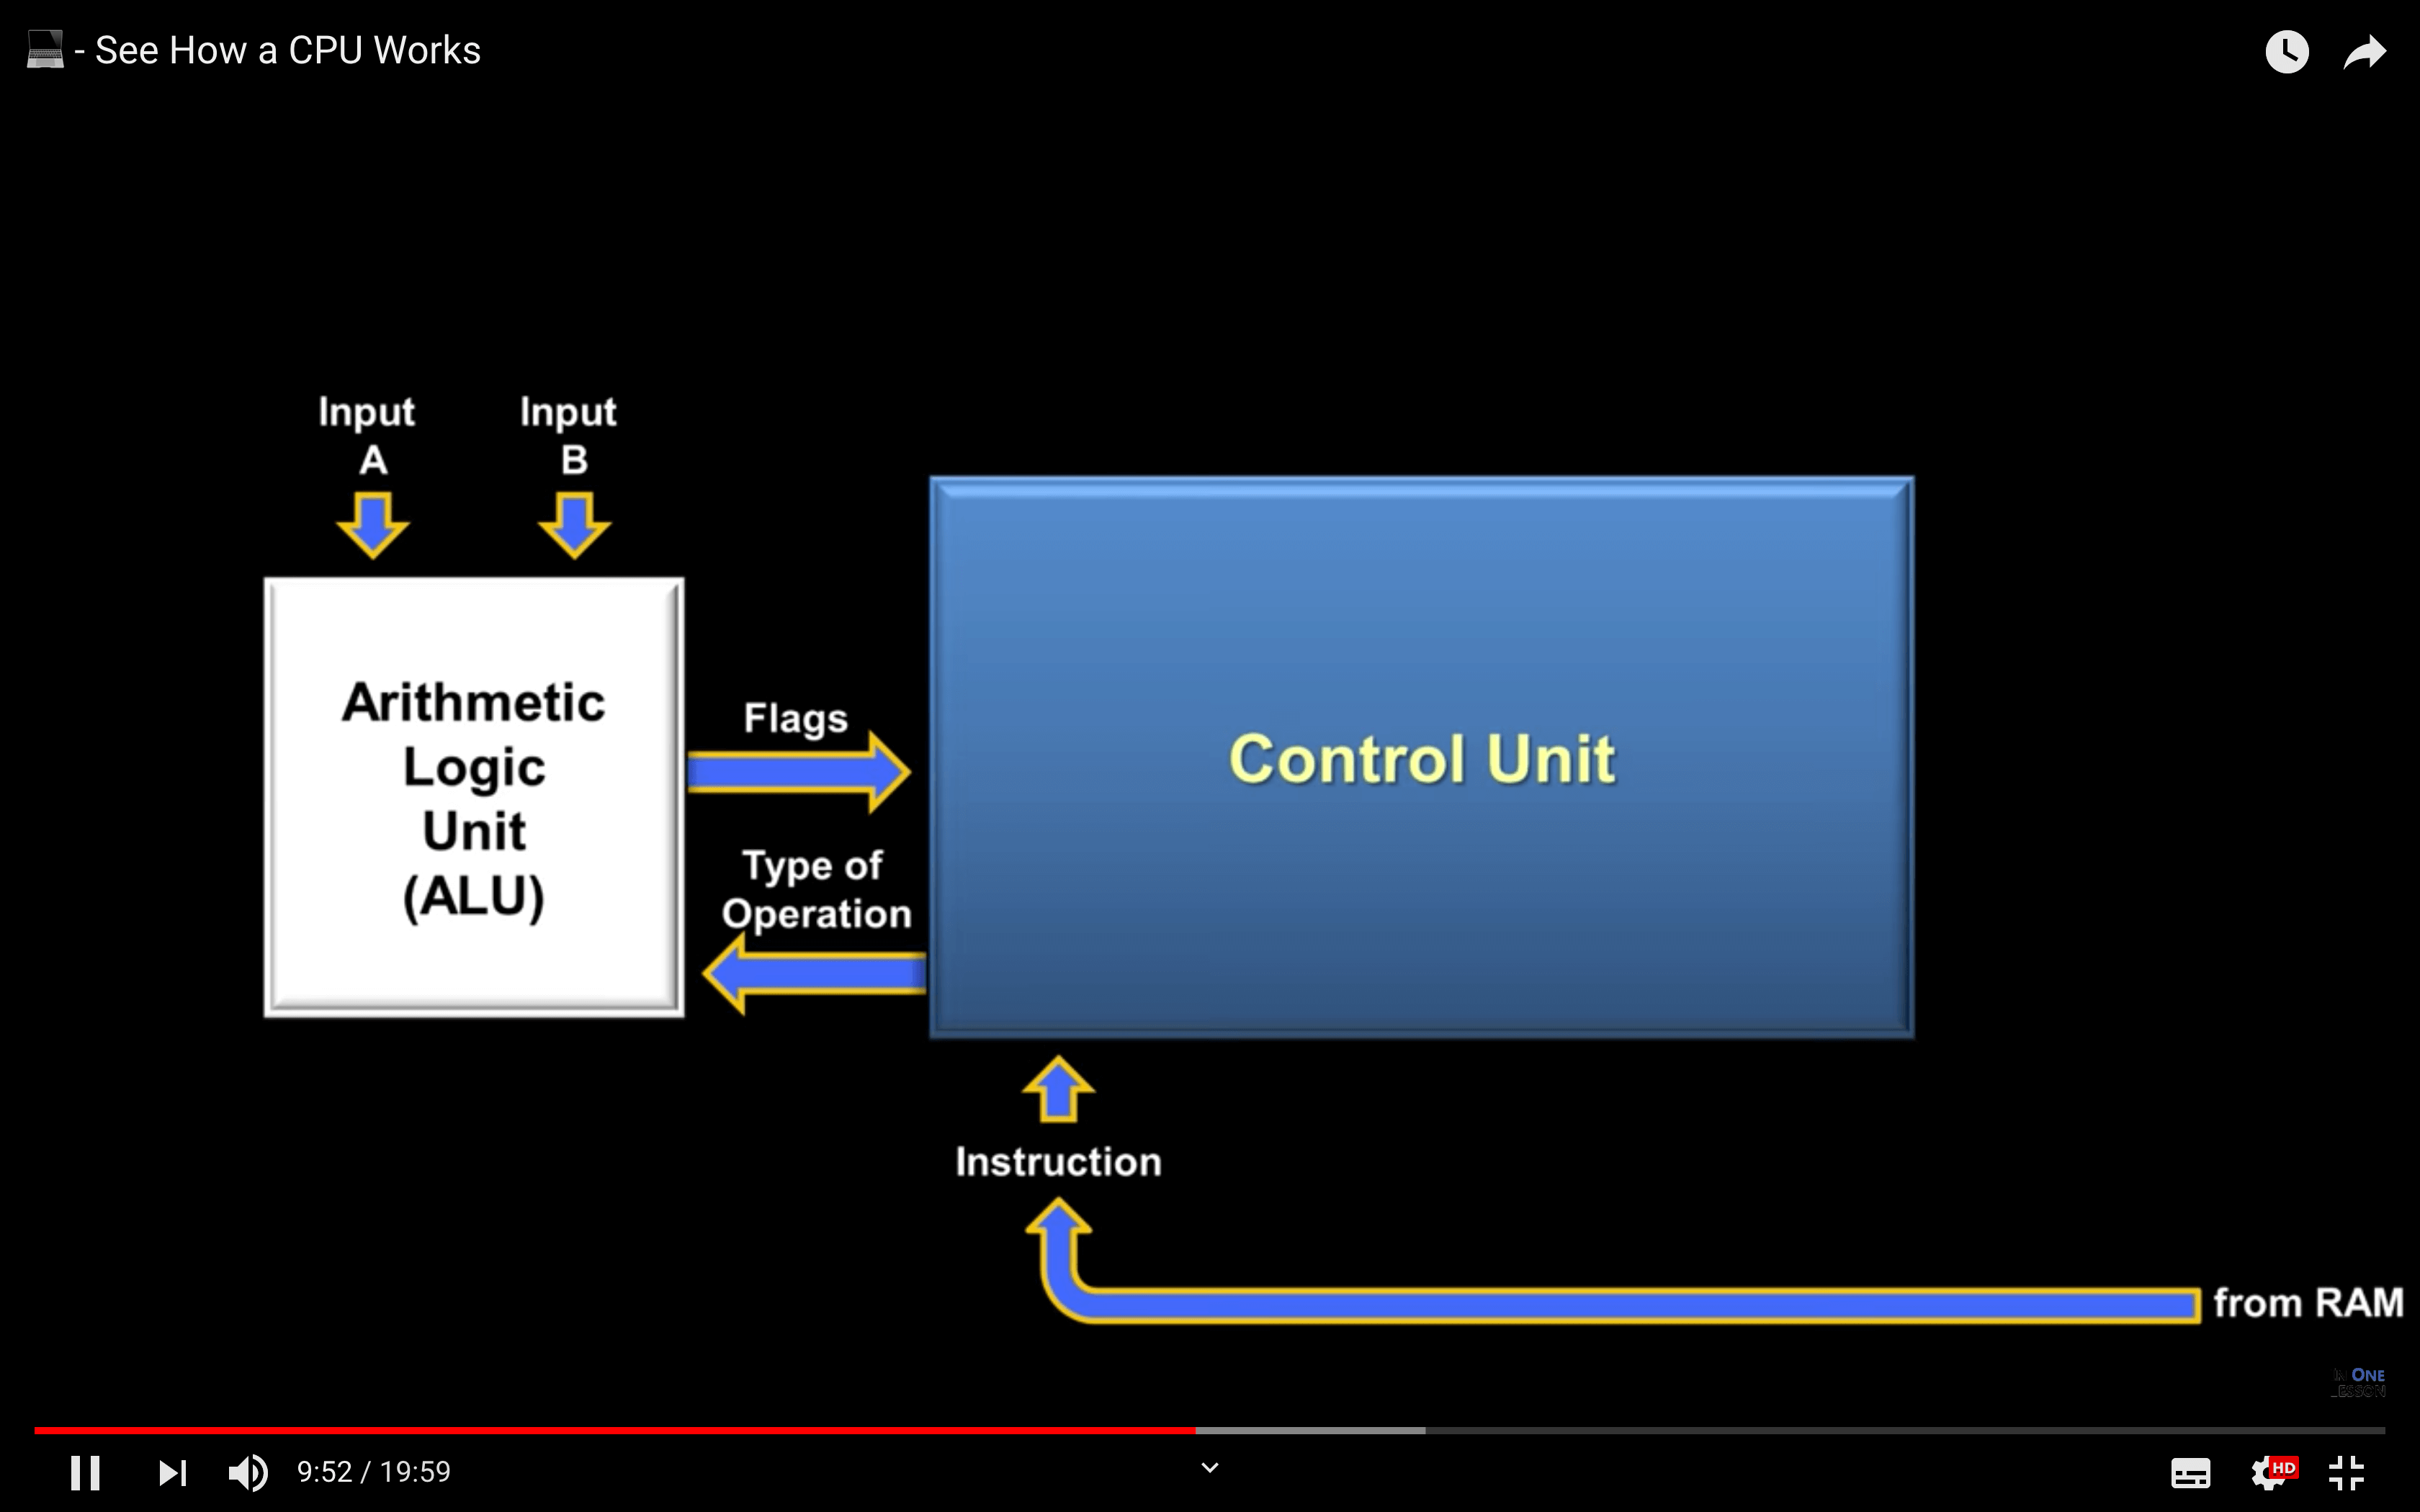 - See How a CPU Works
Input
A
Input
B
Arithmetic
Logic
Unit
(ALU)
Flags
Type of
Operation
Control Unit
Instruction
from RAM
IN ONE
LESSON
9:52 / 19:59
HD